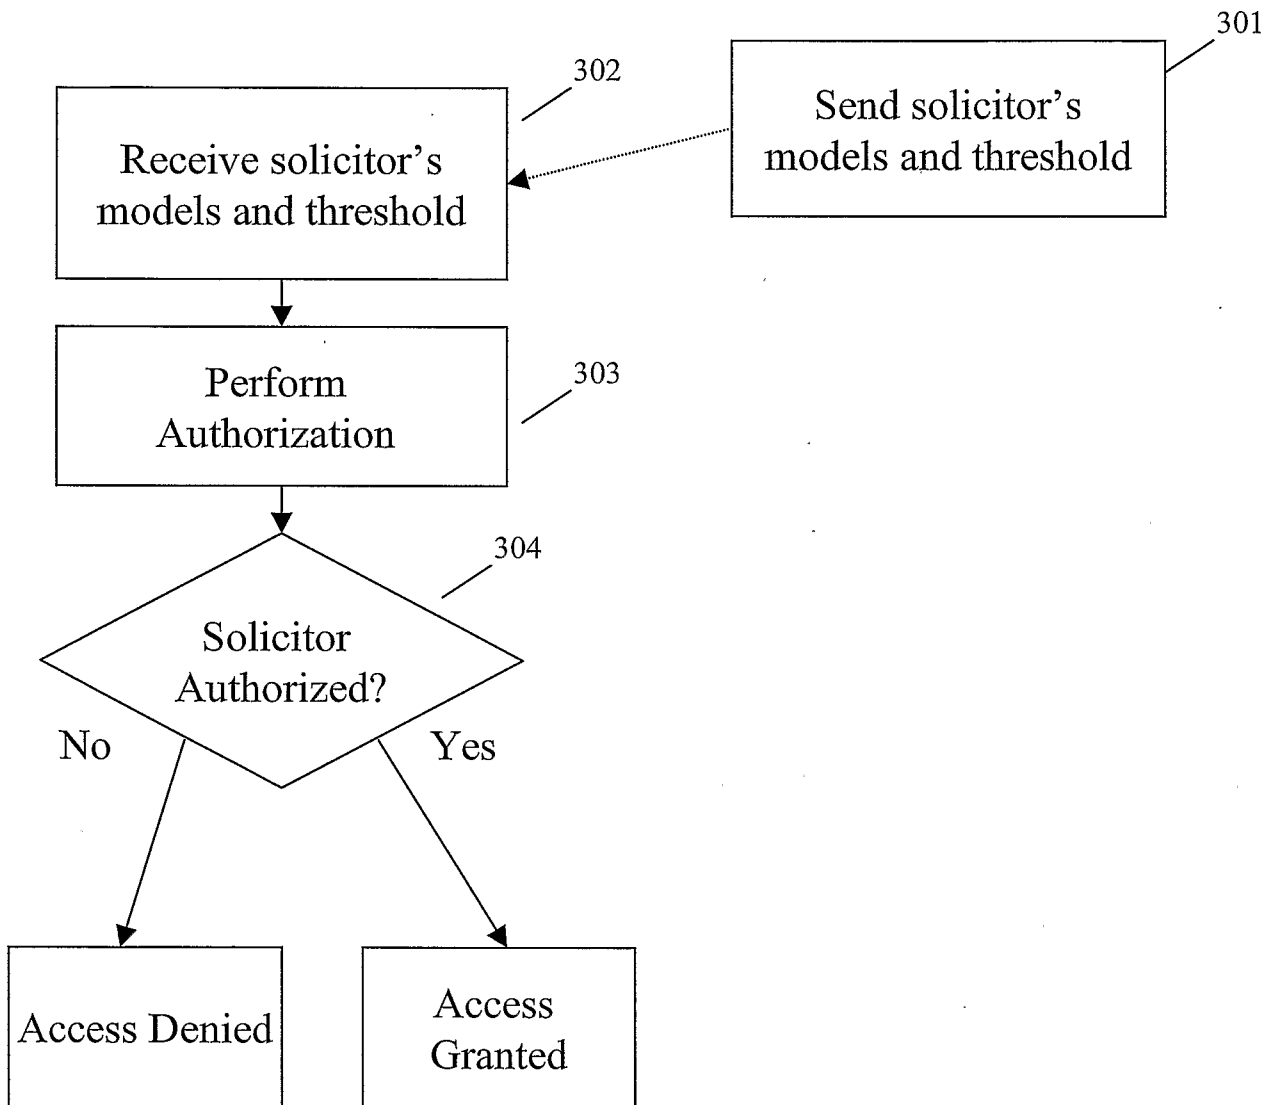 301
Send solicitor's
models and threshold
302
Receive solicitor's
models and threshold
303
Perform
Authorization
304
Solicitor
Authorized?
No
Yes
Access Denied
Access
Granted